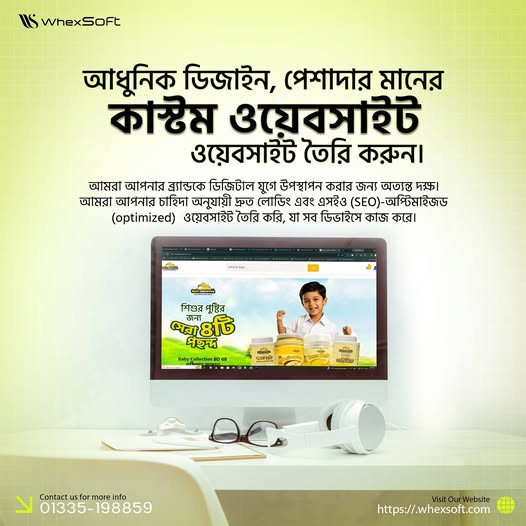 WHEXSOFT
আধুনিক ডিজাইন, পেশাদার মানের
কাস্টম ওয়েবসাইট
ওয়েবসাইট তৈরি করুন।
আমরা আপনার ব্র্যান্ডকে ডিজিটাল যুগে উপস্থাপন করার জন্য অত্যন্ত দক্ষ।
আমরা আপনার চাহিদা অনুযায়ী দ্রুত লোডিং এবং এসইও (SEO)-অপ্টিমাইজড
(optimized) ওয়েবসাইট তৈরি করি, যা সব ডিভাইসে কাজ করে।
শিশুর পুষ্টির
জন্য
সেরা ৪টি
পছন্দ
Baby Collection BD এর
Contact us for more info
01335-198859
Visit Our Website
https://.whexsoft.com